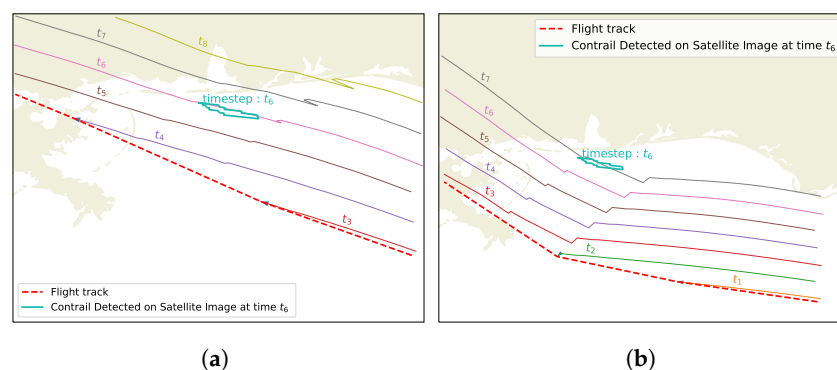 t7
t8
t6
timestep : t6
t5
t4
t3
Flight track
Contrail Detected on Satellite Image at time t6
(a)
Flight track
Contrail Detected on Satellite Image at time t6
t7
t6
timestep : t6
t5
t4
t3
t2
t1
(b)